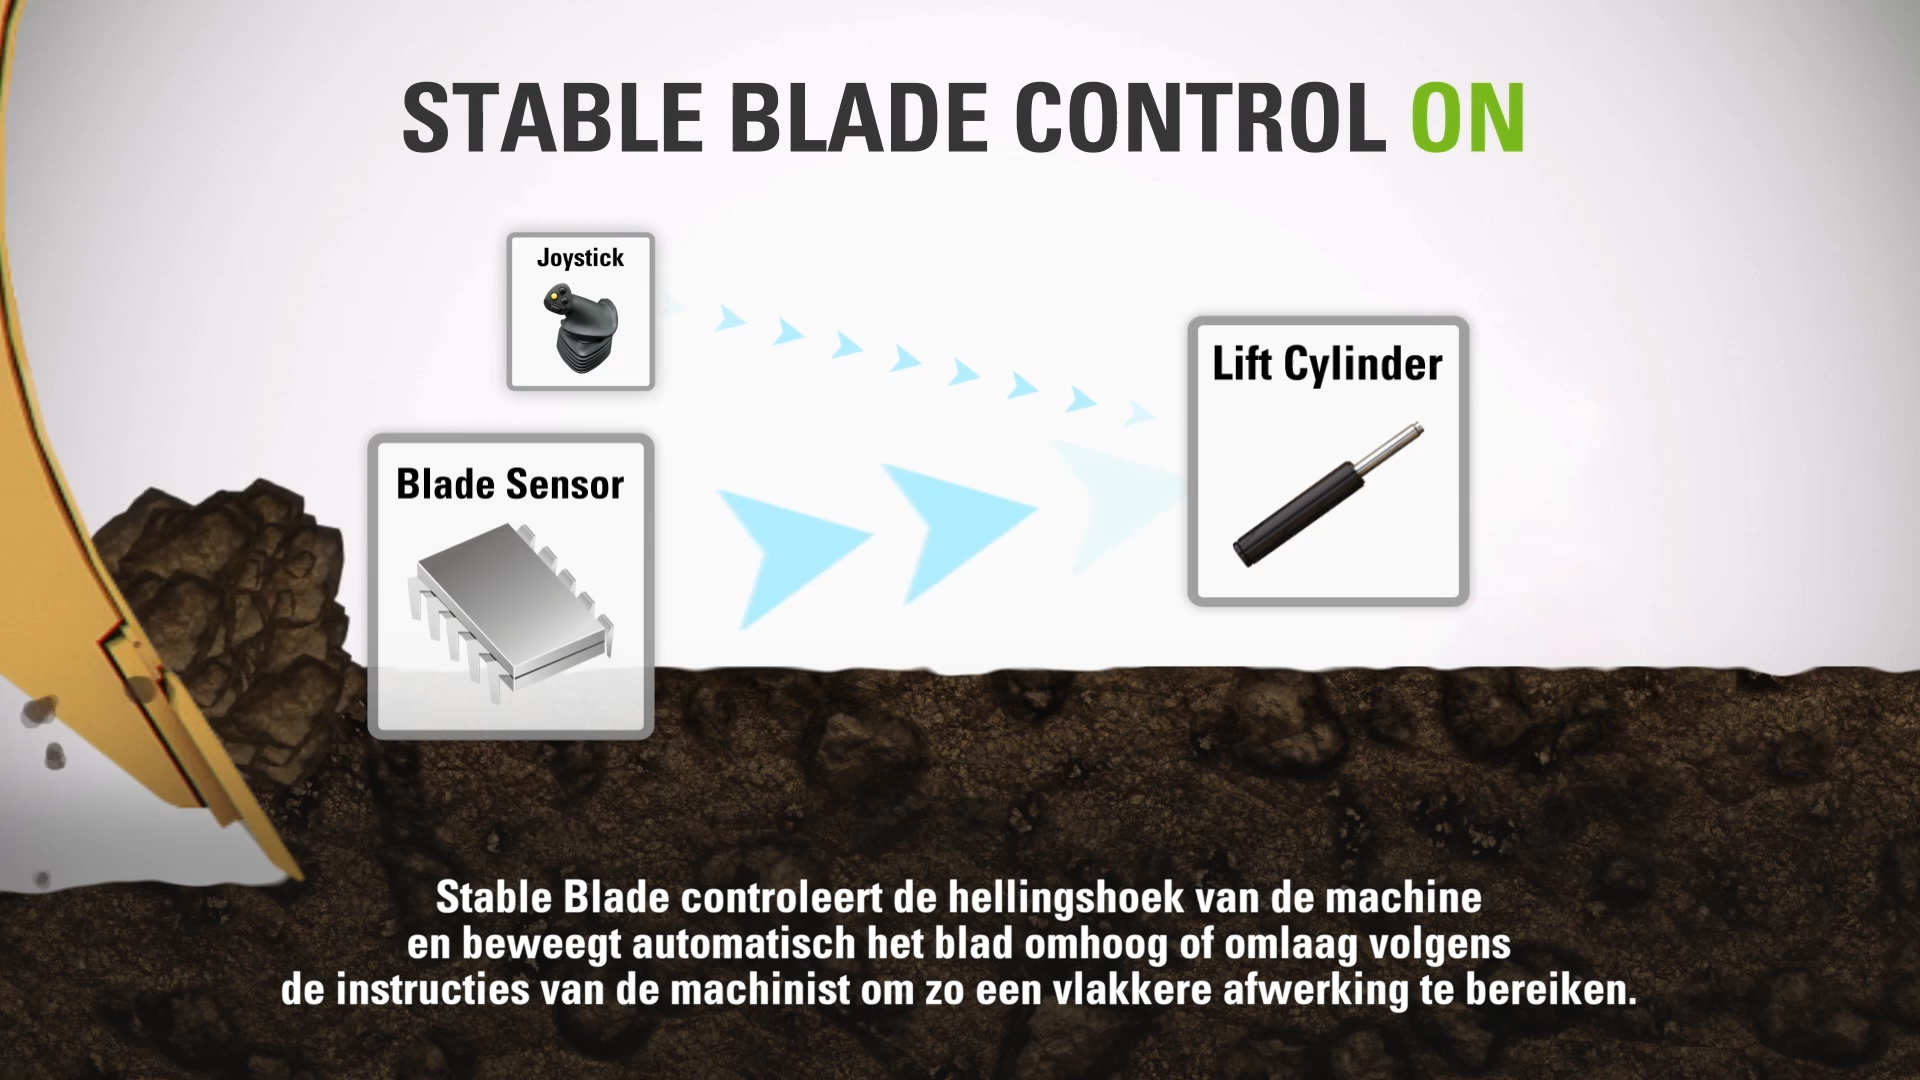 STABLE BLADE CONTROL ON
Joystick
Lift Cylinder
Blade Sensor
Stable Blade controleert de hellingshoek van de machine
en beweegt automatisch het blad omhoog of omlaag volgens
de instructies van de machinist om zo een vlakkere afwerking te bereiken.